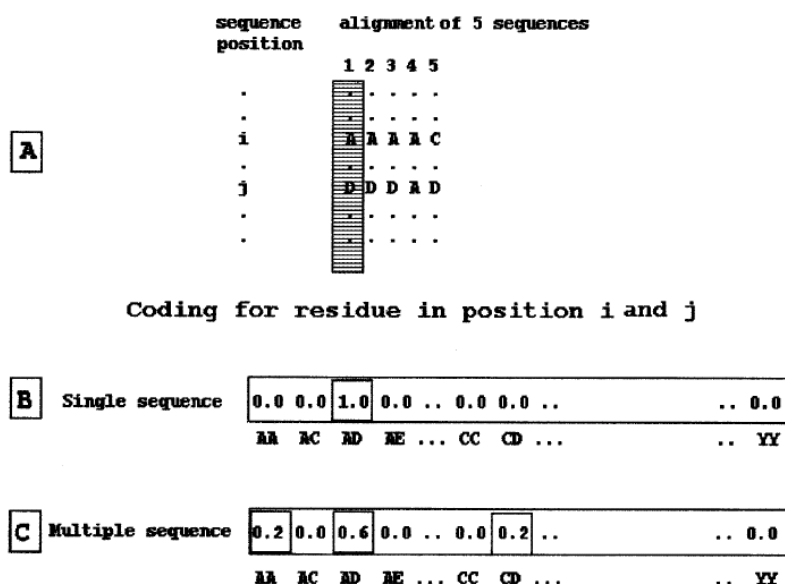 sequence position alignment of 5 sequences
1 2 3 4 5
. . . . . .
. . . . . .
A
i A A A A C
. . . . . .
j D D D A D
. . . . . .
. . . . . .
Coding for residue in position i and j
B Single sequence 0.0 0.0 1.0 0.0 .. 0.0 0.0 .. .. 0.0
AA AC AD AE ... CC CD ... .. YY
C Multiple sequence 0.2 0.0 0.6 0.0 .. 0.0 0.2 .. .. 0.0
AA AC AD AE ... CC CD ... .. YY